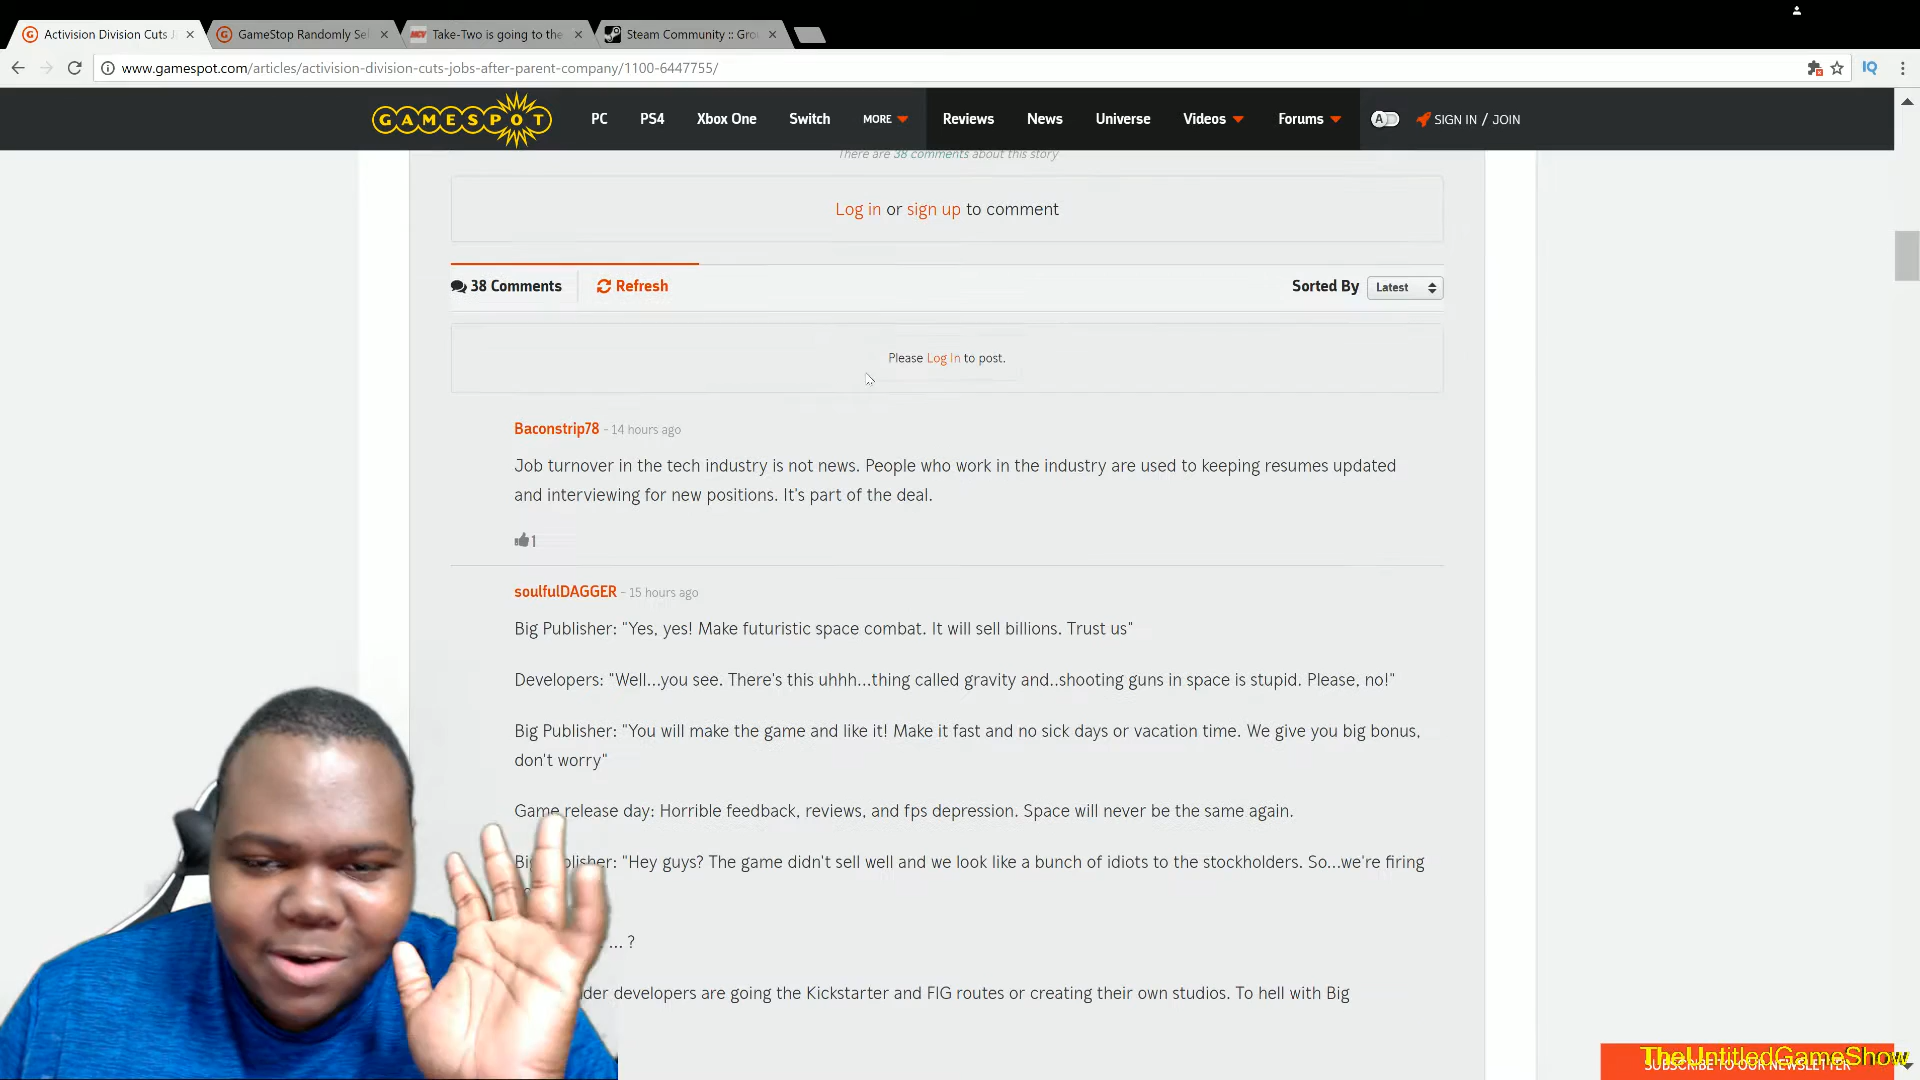 Activision Division Cuts J
GameStop Randomly Sel
Take-Two is going to the
Steam Community :: Gro
www.gamespot.com/articles/activision-division-cuts-jobs-after-parent-company/1100-6447755/
IQ
GAMESPOT
PC PS4 Xbox One Switch MORE Reviews News Universe Videos Forums A SIGN IN / JOIN
There are 38 comments about this story
Log in or sign up to comment
38 Comments Refresh Sorted By Latest
Please Log In to post.
Baconstrip78 - 14 hours ago
Job turnover in the tech industry is not news. People who work in the industry are used to keeping resumes updated
and interviewing for new positions. It's part of the deal.
1
soulfulDAGGER - 15 hours ago
Big Publisher: "Yes, yes! Make futuristic space combat. It will sell billions. Trust us"
Developers: "Well...you see. There's this uhhh...thing called gravity and..shooting guns in space is stupid. Please, no!"
Big Publisher: "You will make the game and like it! Make it fast and no sick days or vacation time. We give you big bonus,
don't worry"
Game release day: Horrible feedback, reviews, and fps depression. Space will never be the same again.
"Hey guys? The game didn't sell well and we look like a bunch of idiots to the stockholders. So...we're firing
... ?
developers are going the Kickstarter and FIG routes or creating their own studios. To hell with Big
TheUntitledGameShow
SUBSCRIBE TO OUR NEWSLETTER